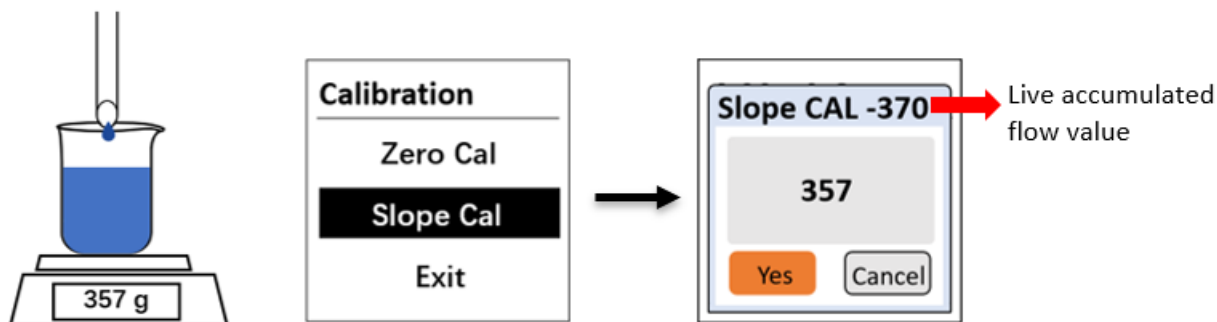 357 g
Calibration
Zero Cal
Slope Cal
Exit
Slope CAL -370
357
Yes
Cancel
Live accumulated
flow value